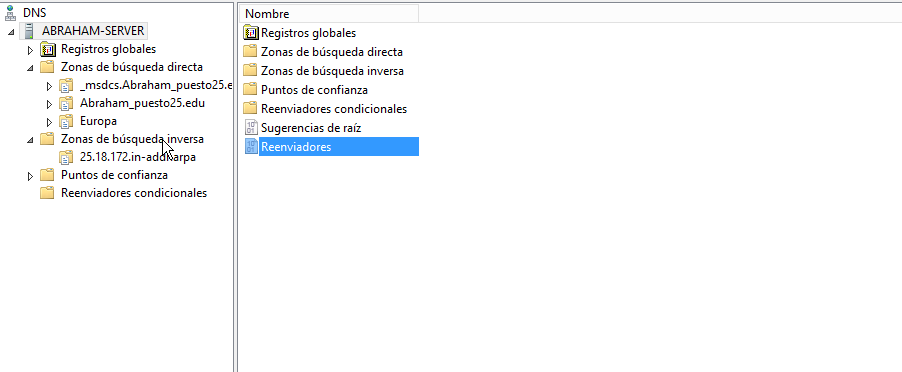 DNS
ABRAHAM-SERVER
Registros globales
Zonas de búsqueda directa
_msdcs.Abraham_puesto25.e
Abraham_puesto25.edu
Europa
Zonas de búsqueda inversa
25.18.172.in-addr.arpa
Puntos de confianza
Reenviadores condicionales
Nombre
Registros globales
Zonas de búsqueda directa
Zonas de búsqueda inversa
Puntos de confianza
Reenviadores condicionales
Sugerencias de raíz
Reenviadores